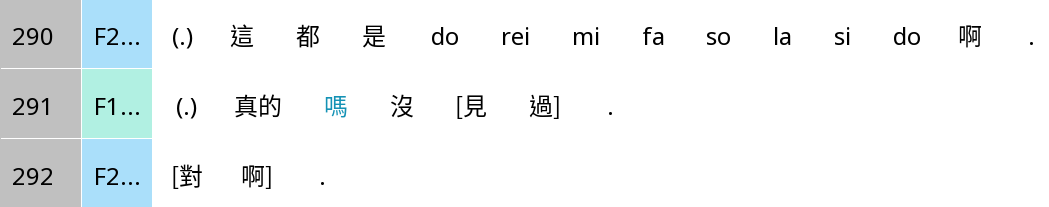 290 F2... (.) 這 都 是 do rei mi fa so la si do 啊 .
291 F1... (.) 真的 嗎 沒 [見 過] .
292 F2... [對 啊] .